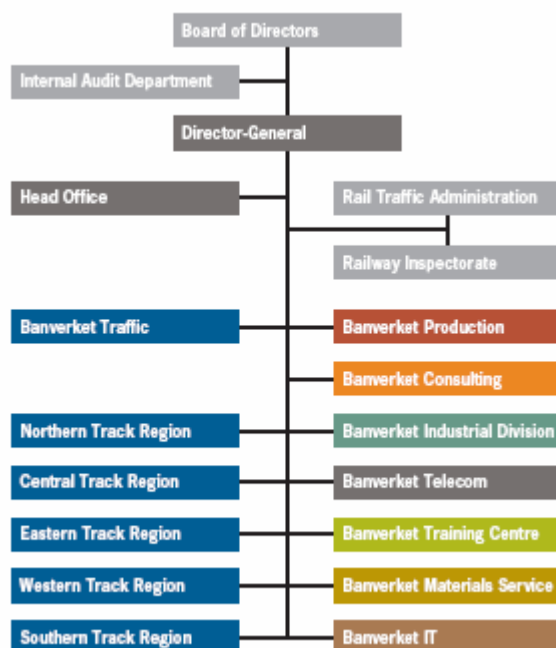 Board of Directors
Internal Audit Department
Director-General
Head Office
Rail Traffic Administration
Railway Inspectorate
Banverket Traffic
Banverket Production
Banverket Consulting
Northern Track Region
Banverket Industrial Division
Central Track Region
Banverket Telecom
Eastern Track Region
Banverket Training Centre
Western Track Region
Banverket Materials Service
Southern Track Region
Banverket IT